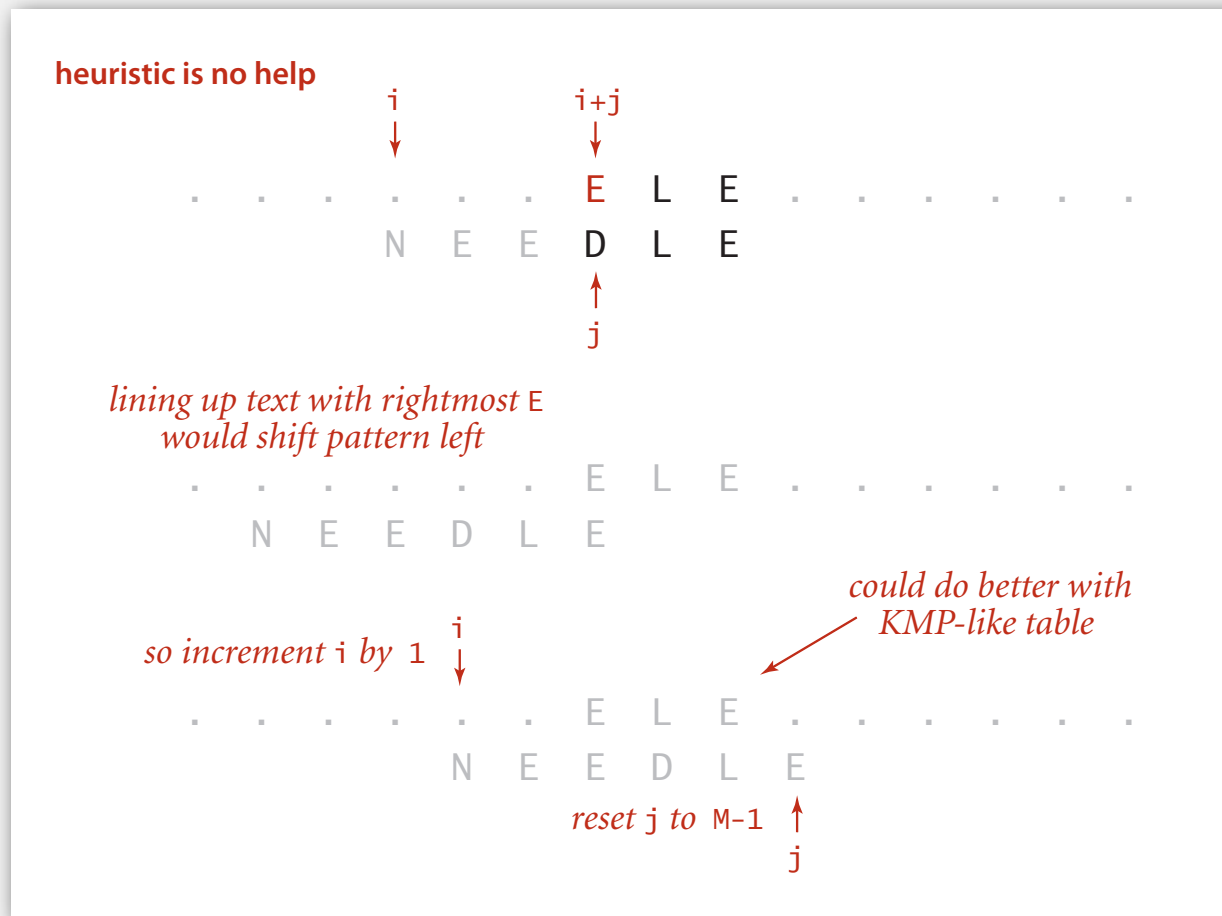 heuristic is no help
i i+j
. . . . . . E L E . . . . . .
N E E D L E
j
lining up text with rightmost E
would shift pattern left
. . . . . . E L E . . . . . .
N E E D L E
could do better with
KMP-like table
i
so increment i by 1
. . . . . . E L E . . . . . .
N E E D L E
reset j to M-1
j